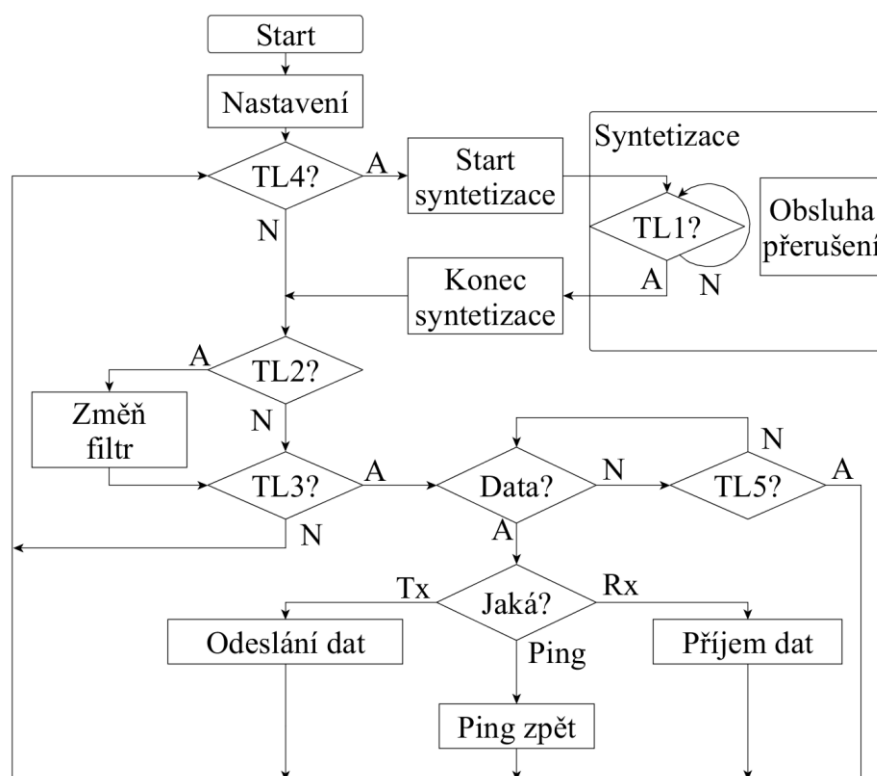 Start
Nastavení
TL4?
A
N
Start
syntetizace
Syntetizace
TL1?
A
N
Obsluha
přerušení
Konec
syntetizace
TL2?
A
N
Změň
filtr
TL3?
A
N
Data?
N
A
TL5?
N
A
Jaká?
Tx
Rx
Ping
Odeslání dat
Příjem dat
Ping zpět